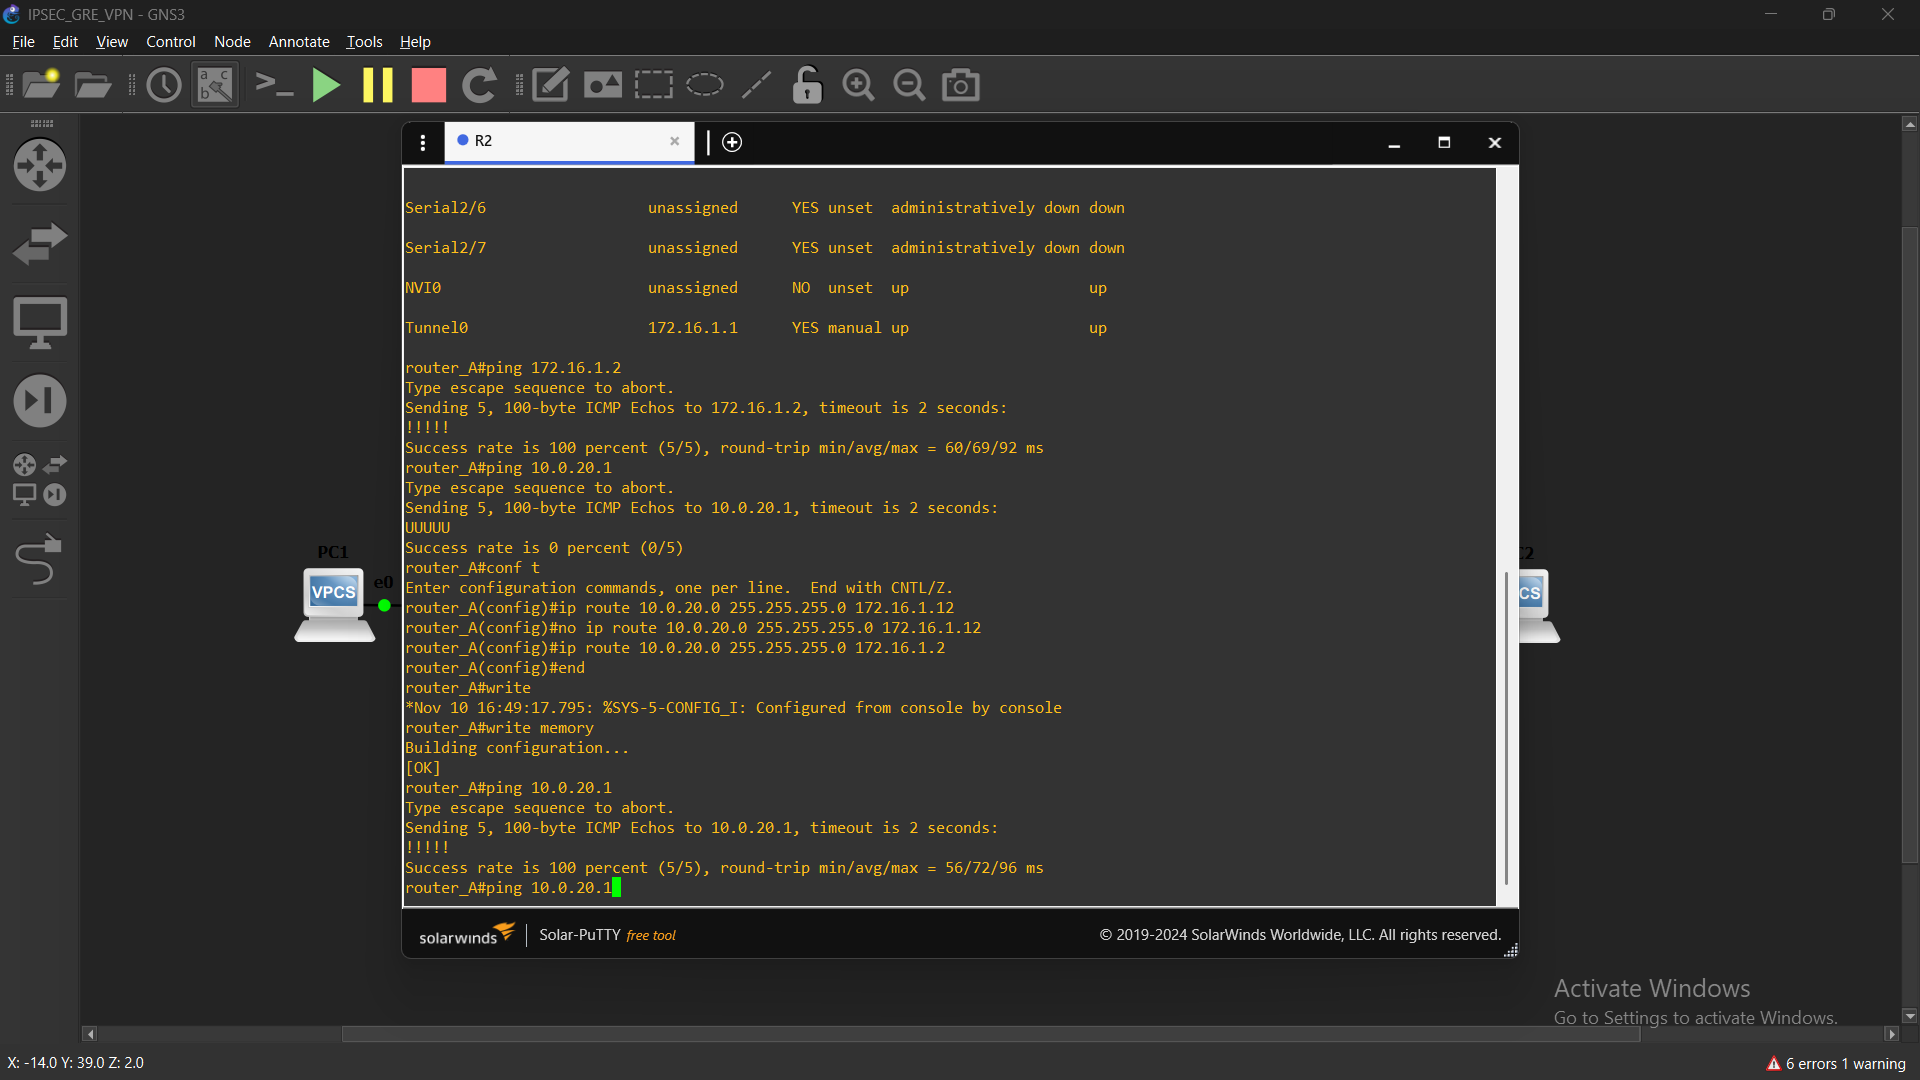 IPSEC_GRE_VPN - GNS3
File Edit View Control Node Annotate Tools Help
a c
b
>_
R2
Serial2/6 unassigned YES unset administratively down down
Serial2/7 unassigned YES unset administratively down down
NVI0 unassigned NO unset up up
Tunnel0 172.16.1.1 YES manual up up
router_A#ping 172.16.1.2
Type escape sequence to abort.
Sending 5, 100-byte ICMP Echos to 172.16.1.2, timeout is 2 seconds:
!!!!!
Success rate is 100 percent (5/5), round-trip min/avg/max = 60/69/92 ms
router_A#ping 10.0.20.1
Type escape sequence to abort.
Sending 5, 100-byte ICMP Echos to 10.0.20.1, timeout is 2 seconds:
UUUUU
Success rate is 0 percent (0/5)
router_A#conf t
Enter configuration commands, one per line.  End with CNTL/Z.
router_A(config)#ip route 10.0.20.0 255.255.255.0 172.16.1.12
router_A(config)#no ip route 10.0.20.0 255.255.255.0 172.16.1.12
router_A(config)#ip route 10.0.20.0 255.255.255.0 172.16.1.2
router_A(config)#end
router_A#write
*Nov 10 16:49:17.795: %SYS-5-CONFIG_I: Configured from console by console
router_A#write memory
Building configuration...
[OK]
router_A#ping 10.0.20.1
Type escape sequence to abort.
Sending 5, 100-byte ICMP Echos to 10.0.20.1, timeout is 2 seconds:
!!!!!
Success rate is 100 percent (5/5), round-trip min/avg/max = 56/72/96 ms
router_A#ping 10.0.20.1
PC1
e0
VPCS
C2
CS
solarwinds Solar-PuTTY free tool © 2019-2024 SolarWinds Worldwide, LLC. All rights reserved.
Activate Windows
Go to Settings to activate Windows.
X: -14.0 Y: 39.0 Z: 2.0 6 errors 1 warning